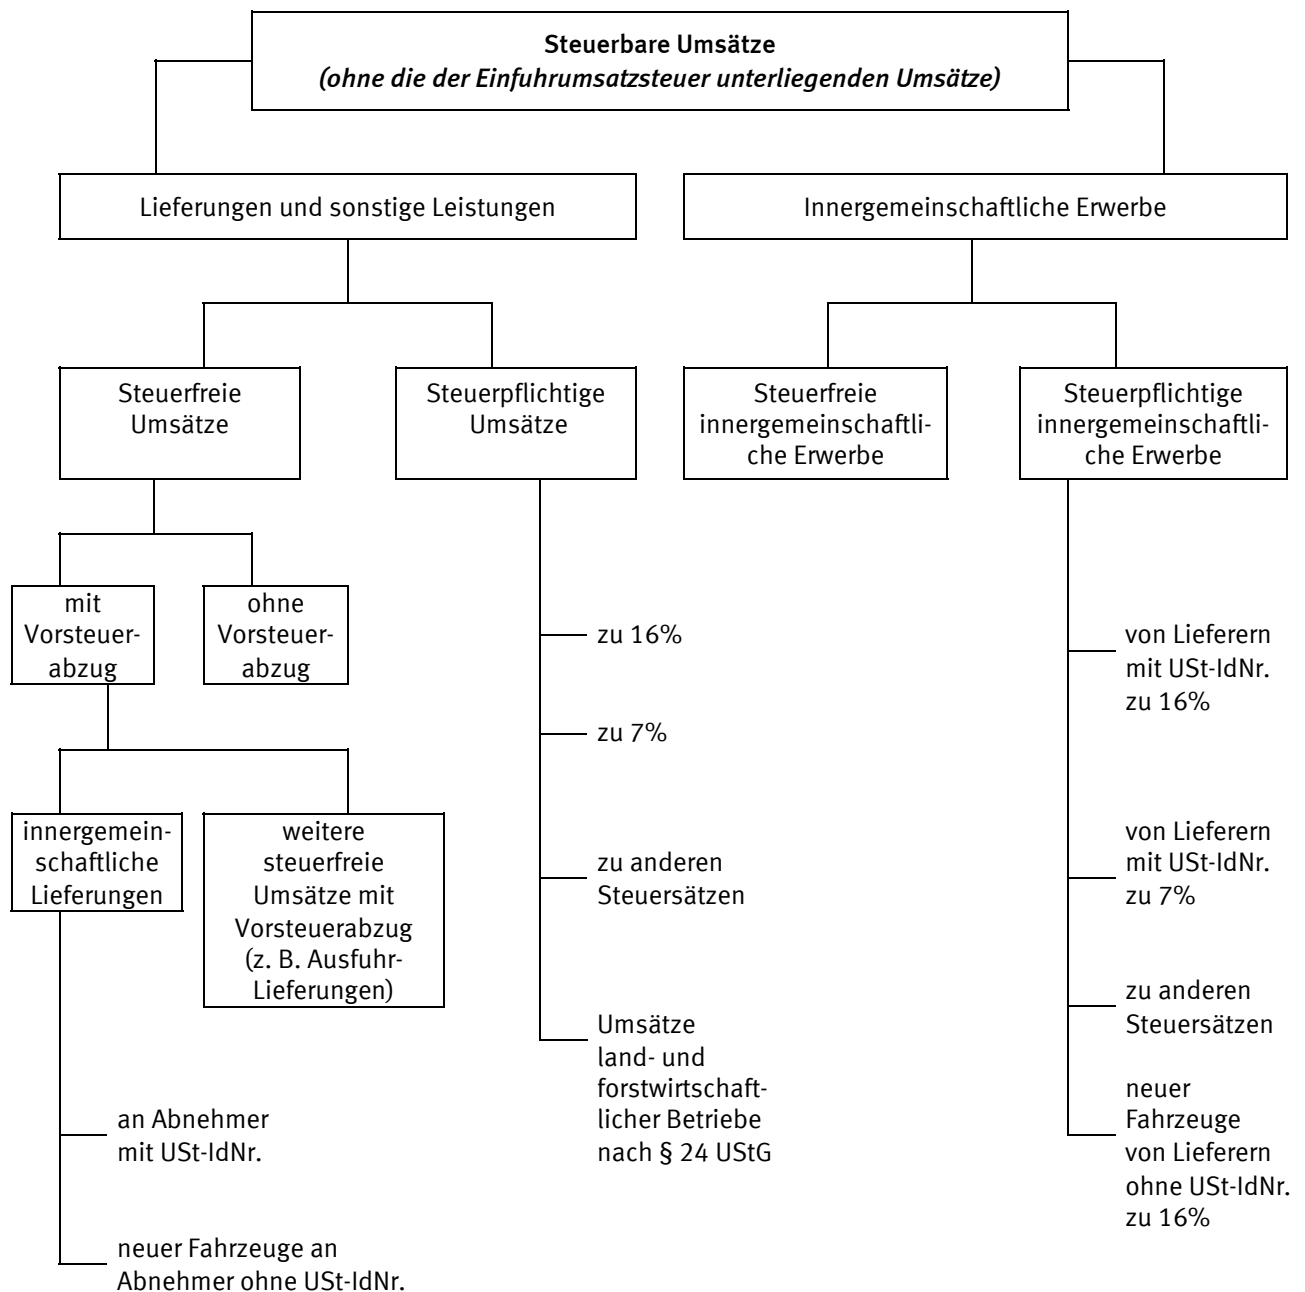 Steuerbare Umsätze
(ohne die der Einfuhrumsatzsteuer unterliegenden Umsätze)
Lieferungen und sonstige Leistungen
Innergemeinschaftliche Erwerbe
Steuerfreie
Umsätze
Steuerpflichtige
Umsätze
Steuerfreie
innergemeinschaftli-
che Erwerbe
Steuerpflichtige
innergemeinschaftli-
che Erwerbe
mit
Vorsteuer-
abzug
ohne
Vorsteuer-
abzug
innergemein-
schaftliche
Lieferungen
weitere
steuerfreie
Umsätze mit
Vorsteuerabzug
(z. B. Ausfuhr-
Lieferungen)
an Abnehmer
mit USt-IdNr.
neuer Fahrzeuge an
Abnehmer ohne USt-IdNr.
zu 16%
zu 7%
zu anderen
Steuersätzen
Umsätze
land- und
forstwirtschaft-
licher Betriebe
nach § 24 UStG
von Lieferern
mit USt-IdNr.
zu 16%
von Lieferern
mit USt-IdNr.
zu 7%
zu anderen
Steuersätzen
neuer
Fahrzeuge
von Lieferern
ohne USt-IdNr.
zu 16%